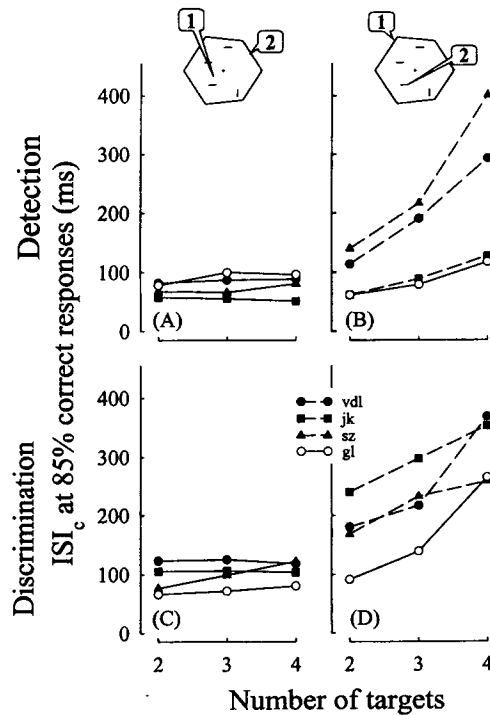 1
2
1
2
Detection
Discrimination
ISI_c at 85% correct responses (ms)
400
300
200
100
0
(A)
(B)
vdl
jk
sz
gl
400
300
200
100
0
(C)
(D)
2
3
4
2
3
4
Number of targets